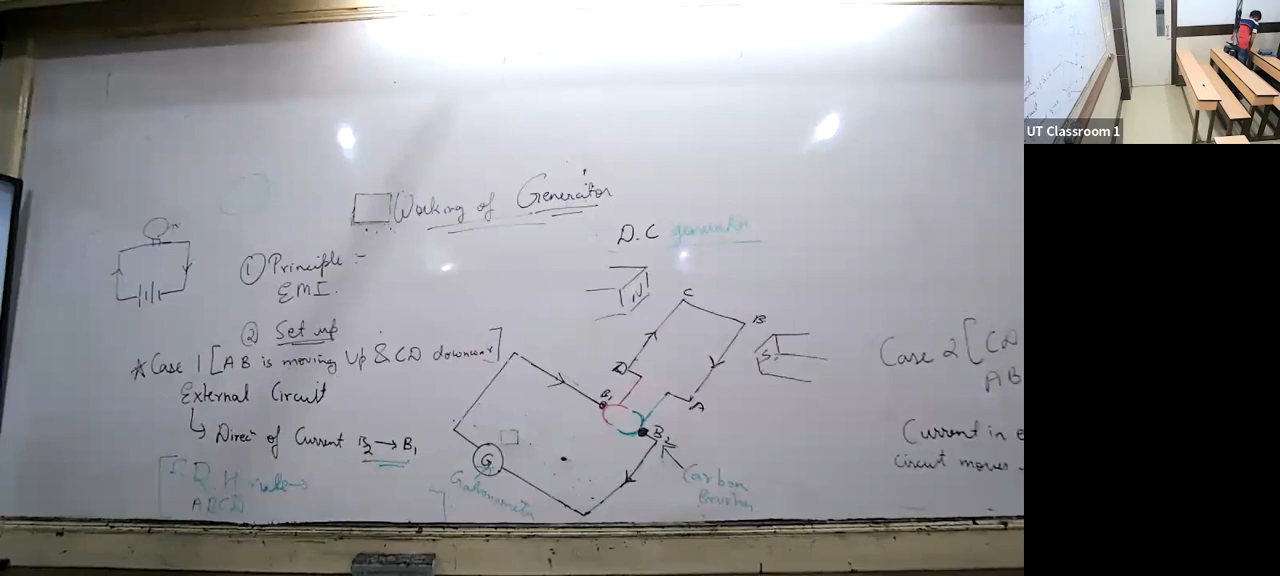 Working of Generator
D.C generator
① Principle :-
EMI.
② Set up
* Case 1 [AB is moving Up & CD downwar]
External Circuit
↳ Direc of Current B2 → B1
ABCD
N
S
C
B
D
A
B1
B2
G
Galvanometer
Carbon
Brushes
Case 2 [CD
AB
Current in e
circuit moves
UT Classroom 1